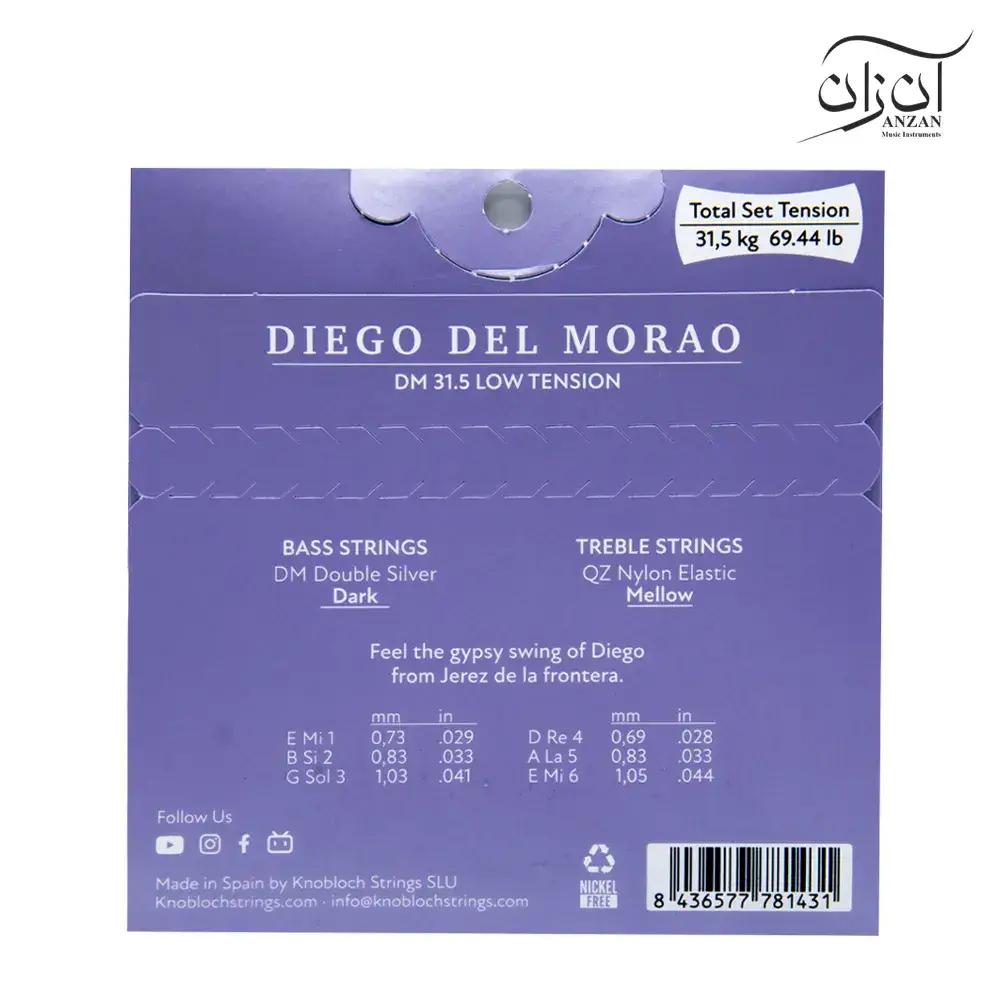 آن زان
ANZAN
Music Instruments
Total Set Tension
31,5 kg 69.44 lb
DIEGO DEL MORAO
DM 31.5 LOW TENSION
BASS STRINGS
DM Double Silver
Dark
TREBLE STRINGS
QZ Nylon Elastic
Mellow
Feel the gypsy swing of Diego
from Jerez de la frontera.
mm in
E Mi 1 0,73 .029
B Si 2 0,83 .033
G Sol 3 1,03 .041
mm in
D Re 4 0,69 .028
A La 5 0,83 .033
E Mi 6 1,05 .044
Follow Us
Made in Spain by Knobloch Strings SLU
Knoblochstrings.com · info@knoblochstrings.com
NICKEL
FREE
8 436577 781431